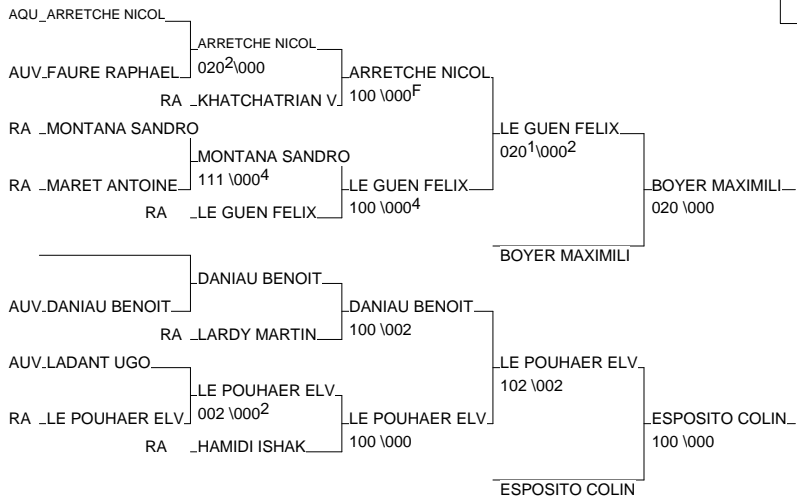 AQU ARRETCHE NICOL
ARRETCHE NICOL
020²\000
AUV FAURE RAPHAEL
ARRETCHE NICOL
100 \000F
RA KHATCHATRIAN V
RA MONTANA SANDRO
LE GUEN FELIX
020¹\000²
MONTANA SANDRO
111 \000⁴
RA MARET ANTOINE
LE GUEN FELIX
100 \000⁴
BOYER MAXIMILI
020 \000
RA LE GUEN FELIX
BOYER MAXIMILI
DANIAU BENOIT
AUV DANIAU BENOIT
DANIAU BENOIT
100 \002
RA LARDY MARTIN
AUV LADANT UGO
LE POUHAER ELV
102 \002
LE POUHAER ELV
002 \000²
RA LE POUHAER ELV
LE POUHAER ELV
100 \000
ESPOSITO COLIN
100 \000
RA HAMIDI ISHAK
ESPOSITO COLIN